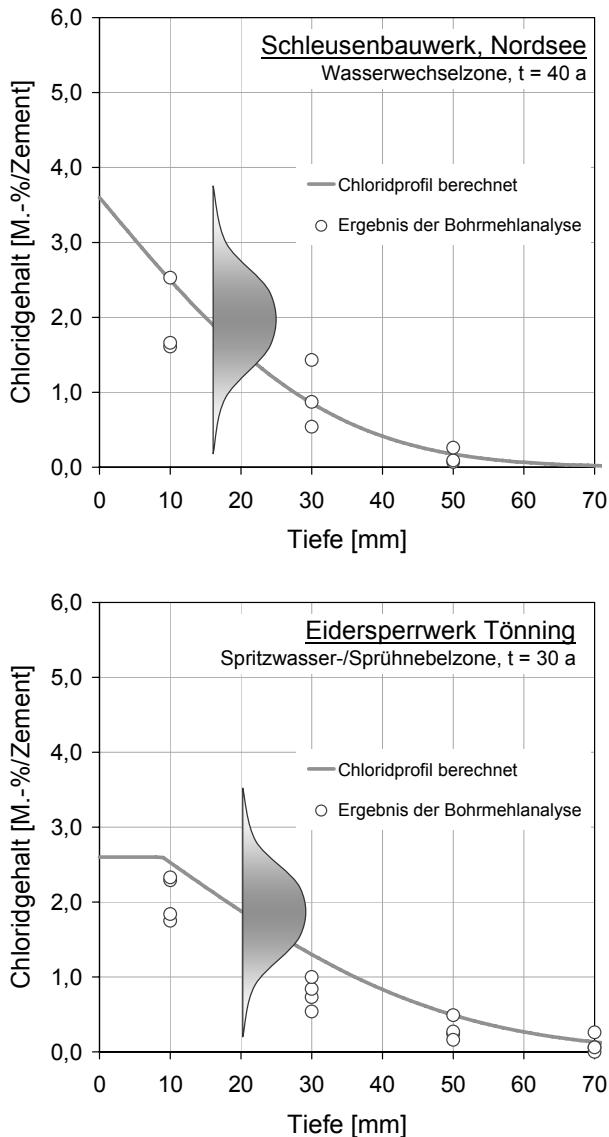 Schleusenbauwerk, Nordsee
Wasserwechselzone, t = 40 a
Chloridgehalt [M.-%/Zement]
6,0
5,0
4,0
3,0
2,0
1,0
0,0
Chloridprofil berechnet
Ergebnis der Bohrmehlanalyse
0 10 20 30 40 50 60 70
Tiefe [mm]
Eidersperrwerk Tönning
Spritzwasser-/Sprühnebelzone, t = 30 a
Chloridgehalt [M.-%/Zement]
6,0
5,0
4,0
3,0
2,0
1,0
0,0
Chloridprofil berechnet
Ergebnis der Bohrmehlanalyse
0 10 20 30 40 50 60 70
Tiefe [mm]